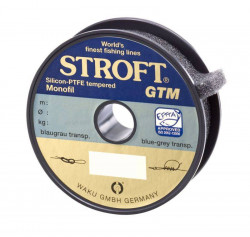 World's
finest fishing lines
STROFT®
Silicon-PTFE tempered
Monofil
GTM
m:
Ø:
kg:
EFTTA
APPROVED
blaugrau transp.
blue-grey transp.
WAKU GMBH GERMANY